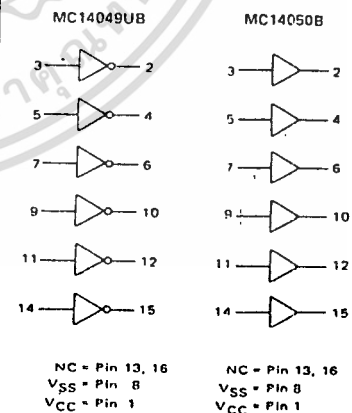 MC14049UB
3 2
5 4
7 6
9 10
11 12
14 15
NC = Pin 13, 16
VSS = Pin 8
VCC = Pin 1
MC14050B
3 2
5 4
7 6
9 10
11 12
14 15
NC = Pin 13, 16
VSS = Pin 8
VCC = Pin 1